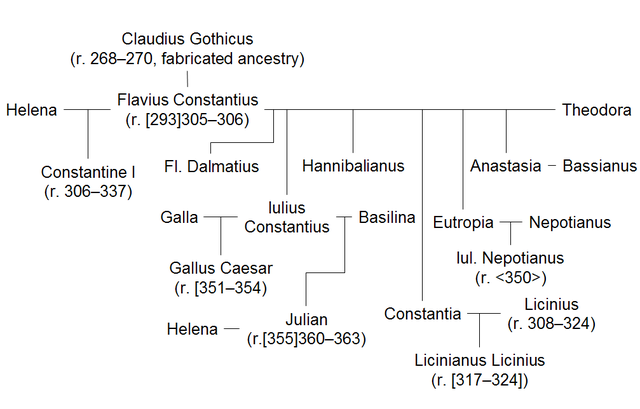 Claudius Gothicus
(r. 268–270, fabricated ancestry)
Helena
Flavius Constantius
(r. [293]305–306)
Theodora
Constantine I
(r. 306–337)
Fl. Dalmatius
Hannibalianus
Anastasia
Bassianus
Galla
Iulius
Constantius
Basilina
Eutropia
Nepotianus
Gallus Caesar
(r. [351–354)
Iul. Nepotianus
(r. <350>)
Helena
Julian
(r.[355]360–363)
Constantia
Licinius
(r. 308–324)
Licinianus Licinius
(r. [317–324])